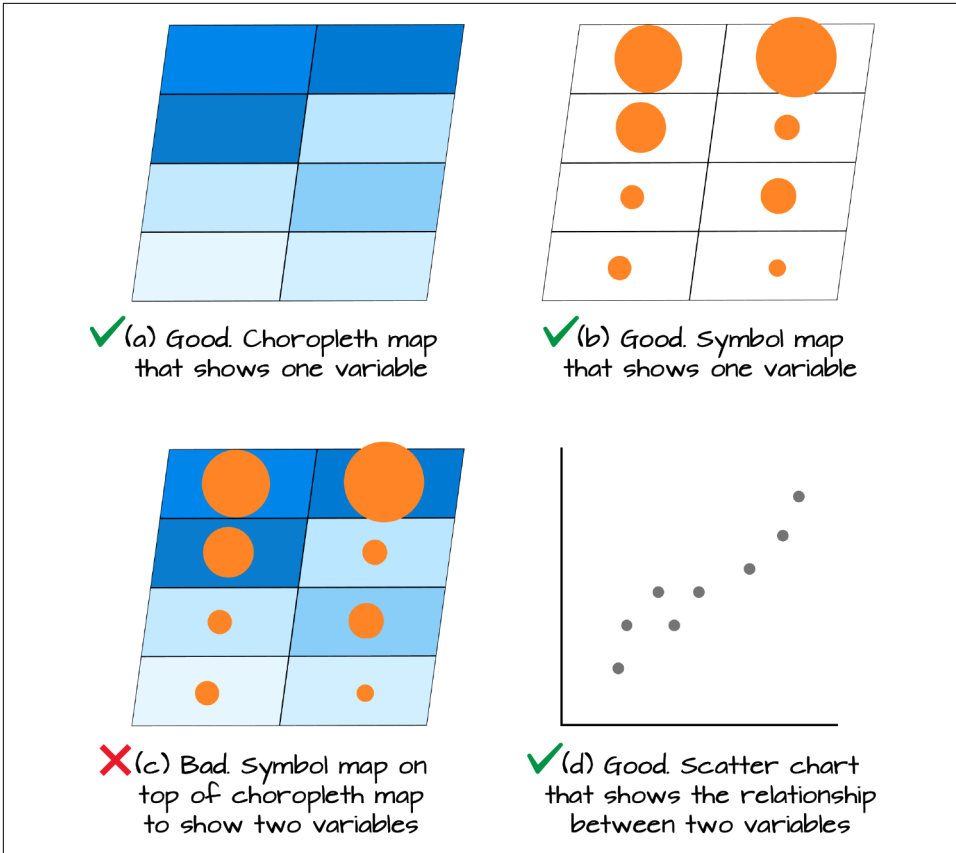 (a) Good. Choropleth map
that shows one variable
(b) Good. Symbol map
that shows one variable
(c) Bad. Symbol map on
top of choropleth map
to show two variables
(d) Good. Scatter chart
that shows the relationship
between two variables